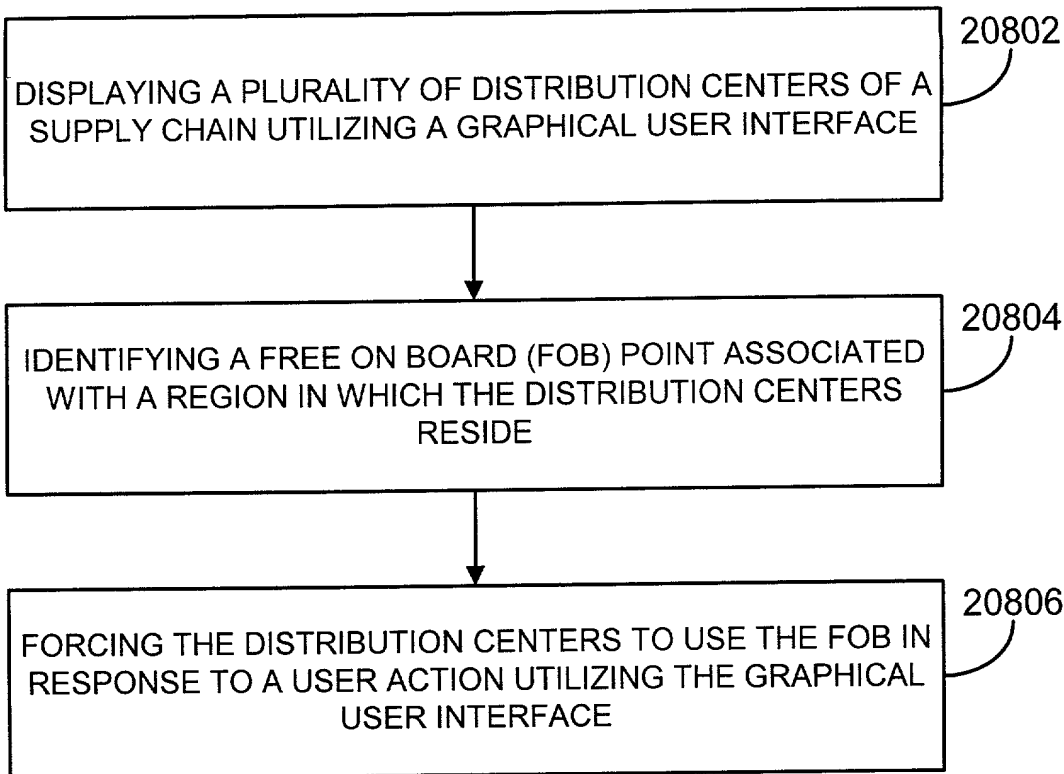 20802
DISPLAYING A PLURALITY OF DISTRIBUTION CENTERS OF A
SUPPLY CHAIN UTILIZING A GRAPHICAL USER INTERFACE
20804
IDENTIFYING A FREE ON BOARD (FOB) POINT ASSOCIATED
WITH A REGION IN WHICH THE DISTRIBUTION CENTERS
RESIDE
20806
FORCING THE DISTRIBUTION CENTERS TO USE THE FOB IN
RESPONSE TO A USER ACTION UTILIZING THE GRAPHICAL
USER INTERFACE